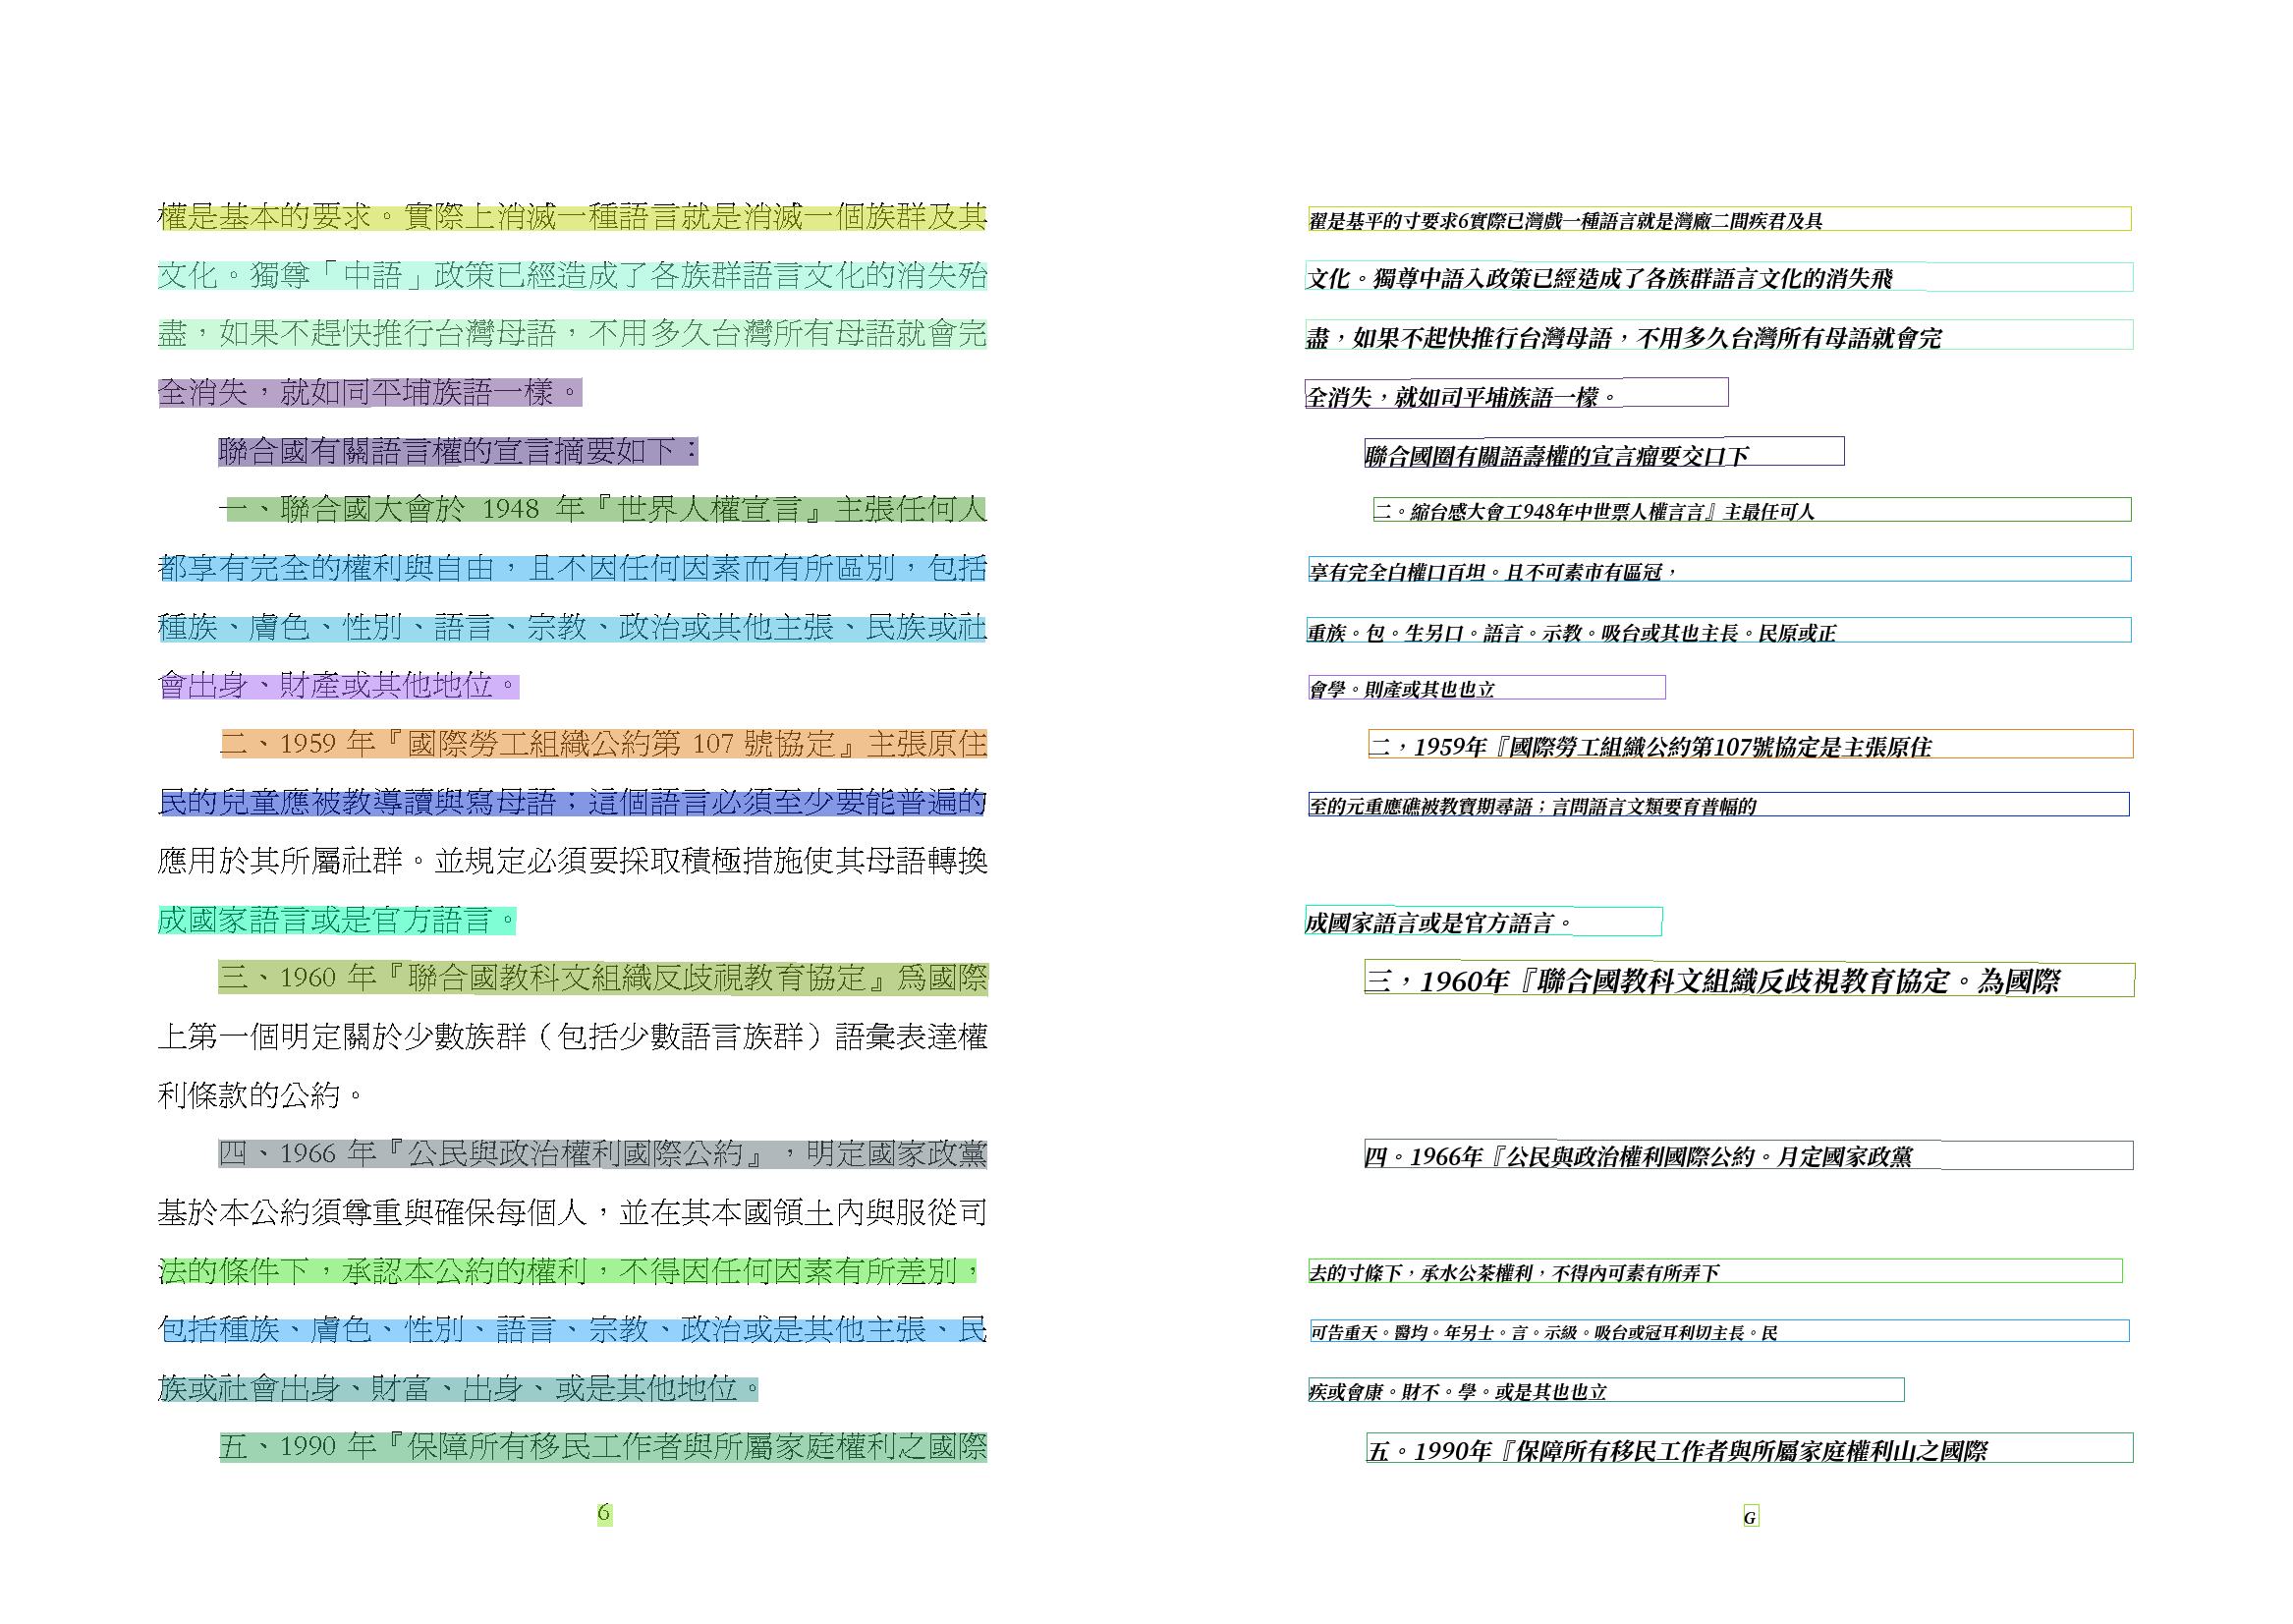 權是基本的要求。實際上消滅一種語言就是消滅一個族群及其
文化。獨尊「中語」政策已經造成了各族群語言文化的消失殆
盡，如果不趕快推行台灣母語，不用多久台灣所有母語就會完
全消失，就如同平埔族語一樣。
聯合國有關語言權的宣言摘要如下：
一、聯合國大會於 1948 年『世界人權宣言』主張任何人
都享有完全的權利與自由，且不因任何因素而有所區別，包括
種族、膚色、性別、語言、宗教、政治或其他主張、民族或社
會出身、財產或其他地位。
二、1959 年『國際勞工組織公約第 107 號協定』主張原住
民的兒童應被教導讀與寫母語；這個語言必須至少要能普遍的
應用於其所屬社群。並規定必須要採取積極措施使其母語轉換
成國家語言或是官方語言。
三、1960 年『聯合國教科文組織反歧視教育協定』為國際
上第一個明定關於少數族群（包括少數語言族群）語彙表達權
利條款的公約。
四、1966 年『公民與政治權利國際公約』，明定國家政黨
基於本公約須尊重與確保每個人，並在其本國領土內與服從司
法的條件下，承認本公約的權利，不得因任何因素有所差別，
包括種族、膚色、性別、語言、宗教、政治或是其他主張、民
族或社會出身、財富、出身、或是其他地位。
五、1990 年『保障所有移民工作者與所屬家庭權利之國際
6
翟是基平的寸要求6實際已灣戲一種語言就是灣廠二間疾君及具
文化。獨尊中語入政策已經造成了各族群語言文化的消失飛
盡，如果不起快推行台灣母語，不用多久台灣所有母語就會完
全消失，就如司平埔族語一檬。
聯合國圈有關語壽權的宣言瘤要交口下
二。縮台感大會工948年中世票人權言言』主最任可人
享有完全白權口百坦。且不可素市有區冠，
重族。包。生另口。語言。示教。吸台或其也主長。民原或正
會學。則產或其也也立
二，1959年『國際勞工組織公約第107號協定是主張原住
至的元重應礁被教寶期尋語；言問語言文類要育普幅的
成國家語言或是官方語言。
三，1960年『聯合國教科文組織反歧視教育協定。為國際
四。1966年『公民與政治權利國際公約。月定國家政黨
去的寸條下，承水公茶權利，不得內可素有所弄下
可告重天。醫均。年另士。言。示級。吸台或冠耳利切主長。民
疾或會康。財不。學。或是其也也立
五。1990年『保障所有移民工作者與所屬家庭權利山之國際
G